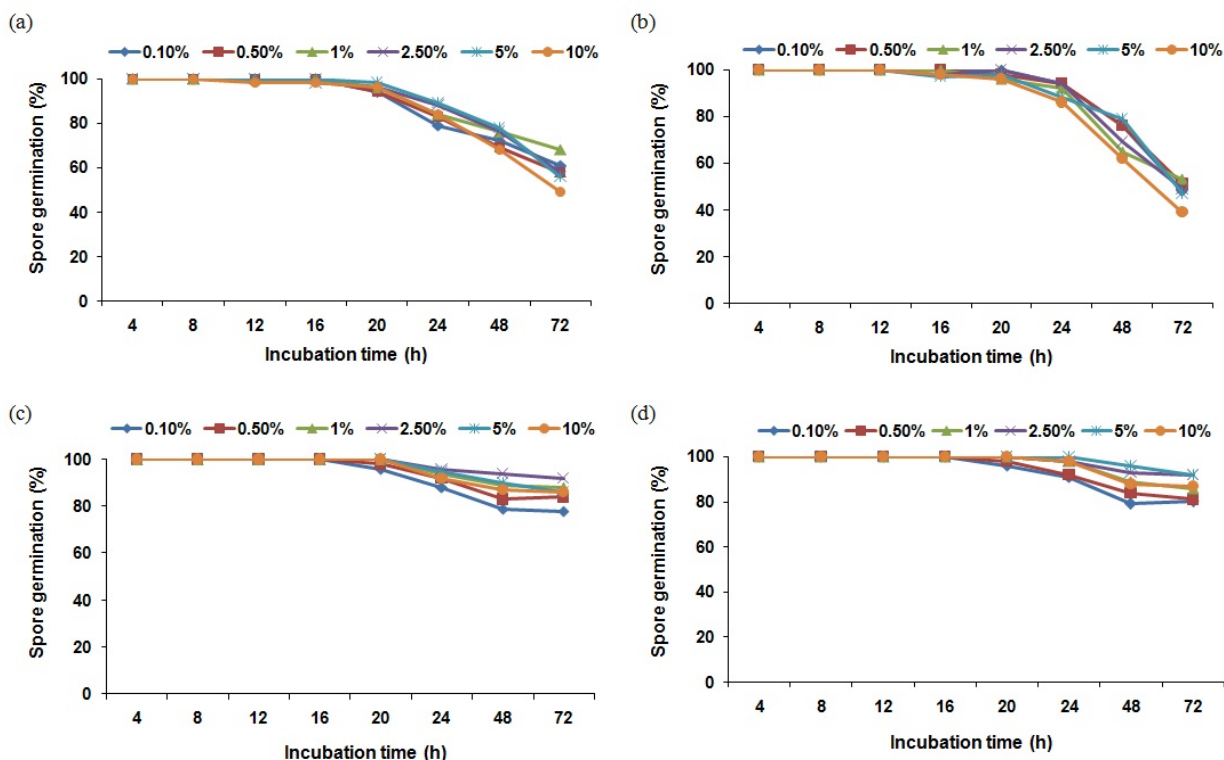 (a)
0.10% 0.50% 1% 2.50% 5% 10%
100
80
60
40
20
0
Spore germination (%)
4 8 12 16 20 24 48 72
Incubation time (h)
(b)
0.10% 0.50% 1% 2.50% 5% 10%
100
80
60
40
20
0
Spore germination (%)
4 8 12 16 20 24 48 72
Incubation time (h)
(c)
0.10% 0.50% 1% 2.50% 5% 10%
100
80
60
40
20
0
Spore germination (%)
4 8 12 16 20 24 48 72
Incubation time (h)
(d)
0.10% 0.50% 1% 2.50% 5% 10%
100
80
60
40
20
0
Spore germination (%)
4 8 12 16 20 24 48 72
Incubation time (h)